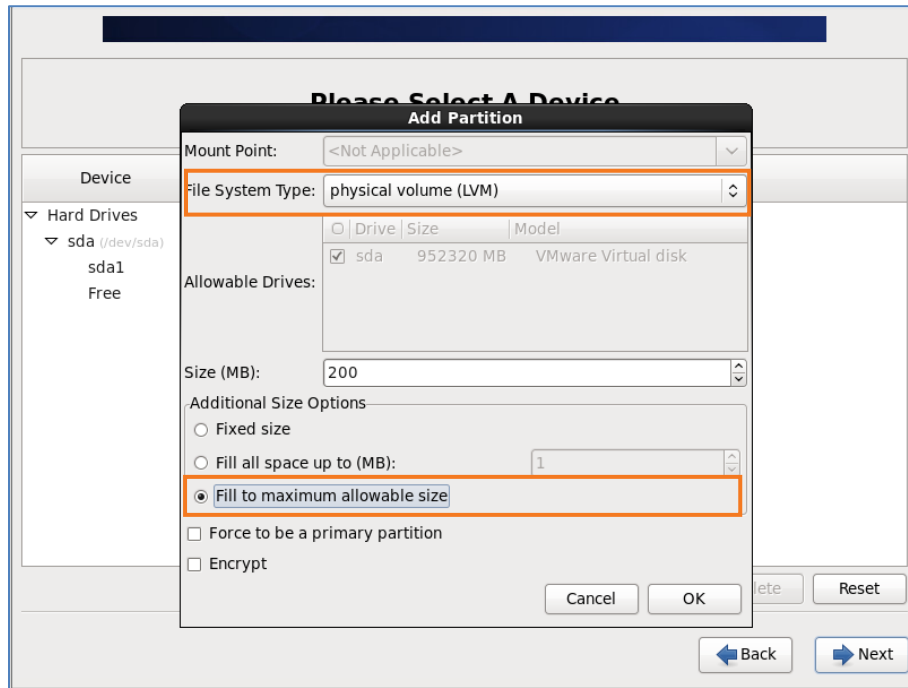 Please Select A Device
Add Partition
Mount Point: <Not Applicable>
Device
File System Type: physical volume (LVM)
Hard Drives
Drive Size Model
sda (/dev/sda)
sda 952320 MB VMware Virtual disk
sda1
Allowable Drives:
Free
Size (MB): 200
Additional Size Options
Fixed size
Fill all space up to (MB): 1
Fill to maximum allowable size
Force to be a primary partition
Encrypt
Cancel OK Reset
Back Next